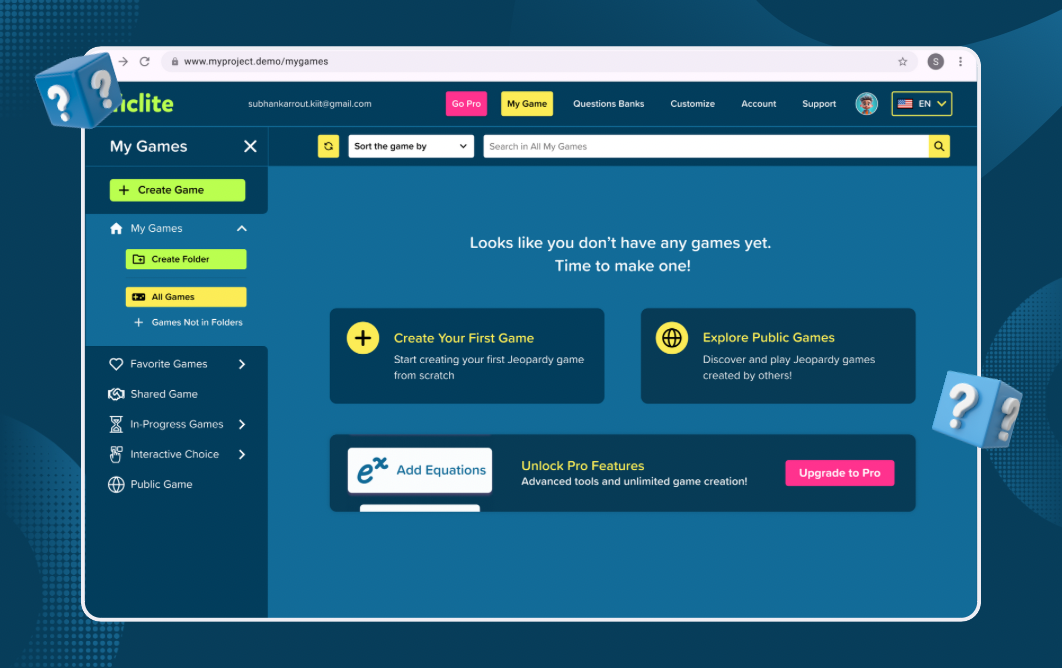 www.myproject.demo/mygames
S
subhankarrout.kiit@gmail.com
Go Pro
My Game
Questions Banks
Customize
Account
Support
EN
My Games
Sort the game by
Search in All My Games
Create Game
My Games
Create Folder
All Games
Games Not in Folders
Favorite Games
Shared Game
In-Progress Games
Interactive Choice
Public Game
Looks like you don’t have any games yet.
Time to make one!
Create Your First Game
Start creating your first Jeopardy game
from scratch
Explore Public Games
Discover and play Jeopardy games
created by others!
eˣ Add Equations
Unlock Pro Features
Advanced tools and unlimited game creation!
Upgrade to Pro
? ?
? ?